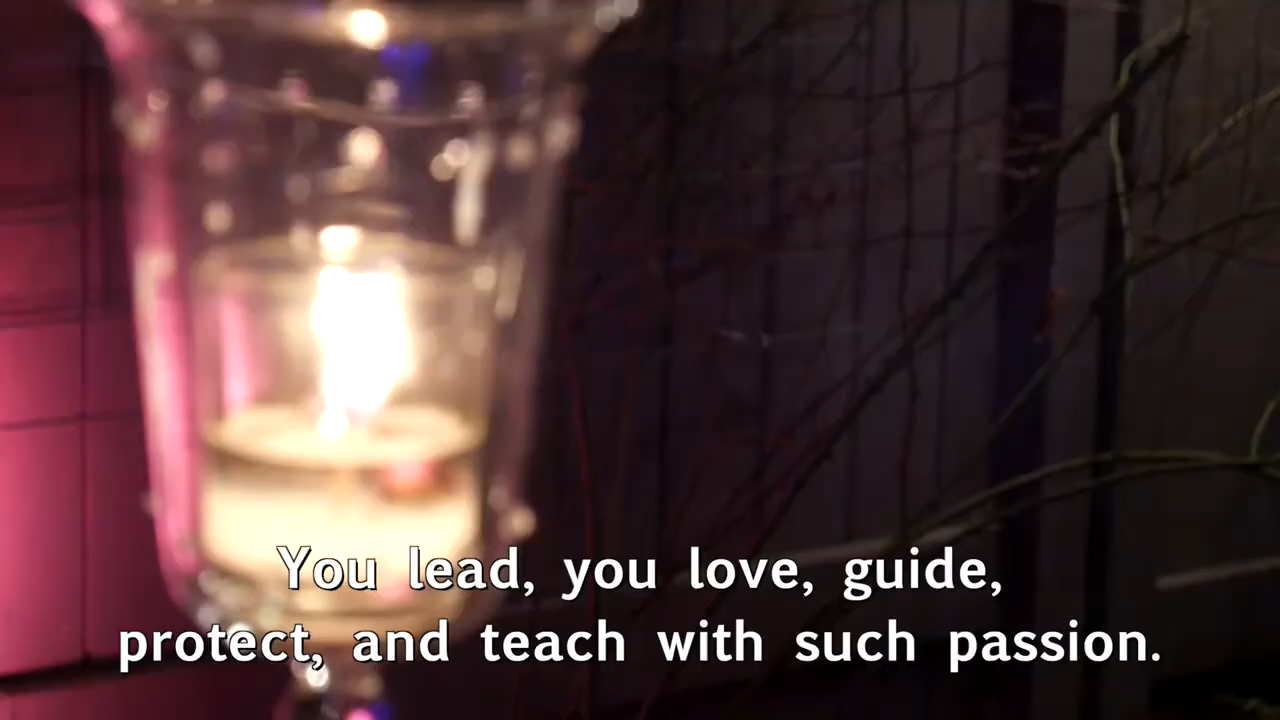 You lead, you love, guide,
protect, and teach with such passion.